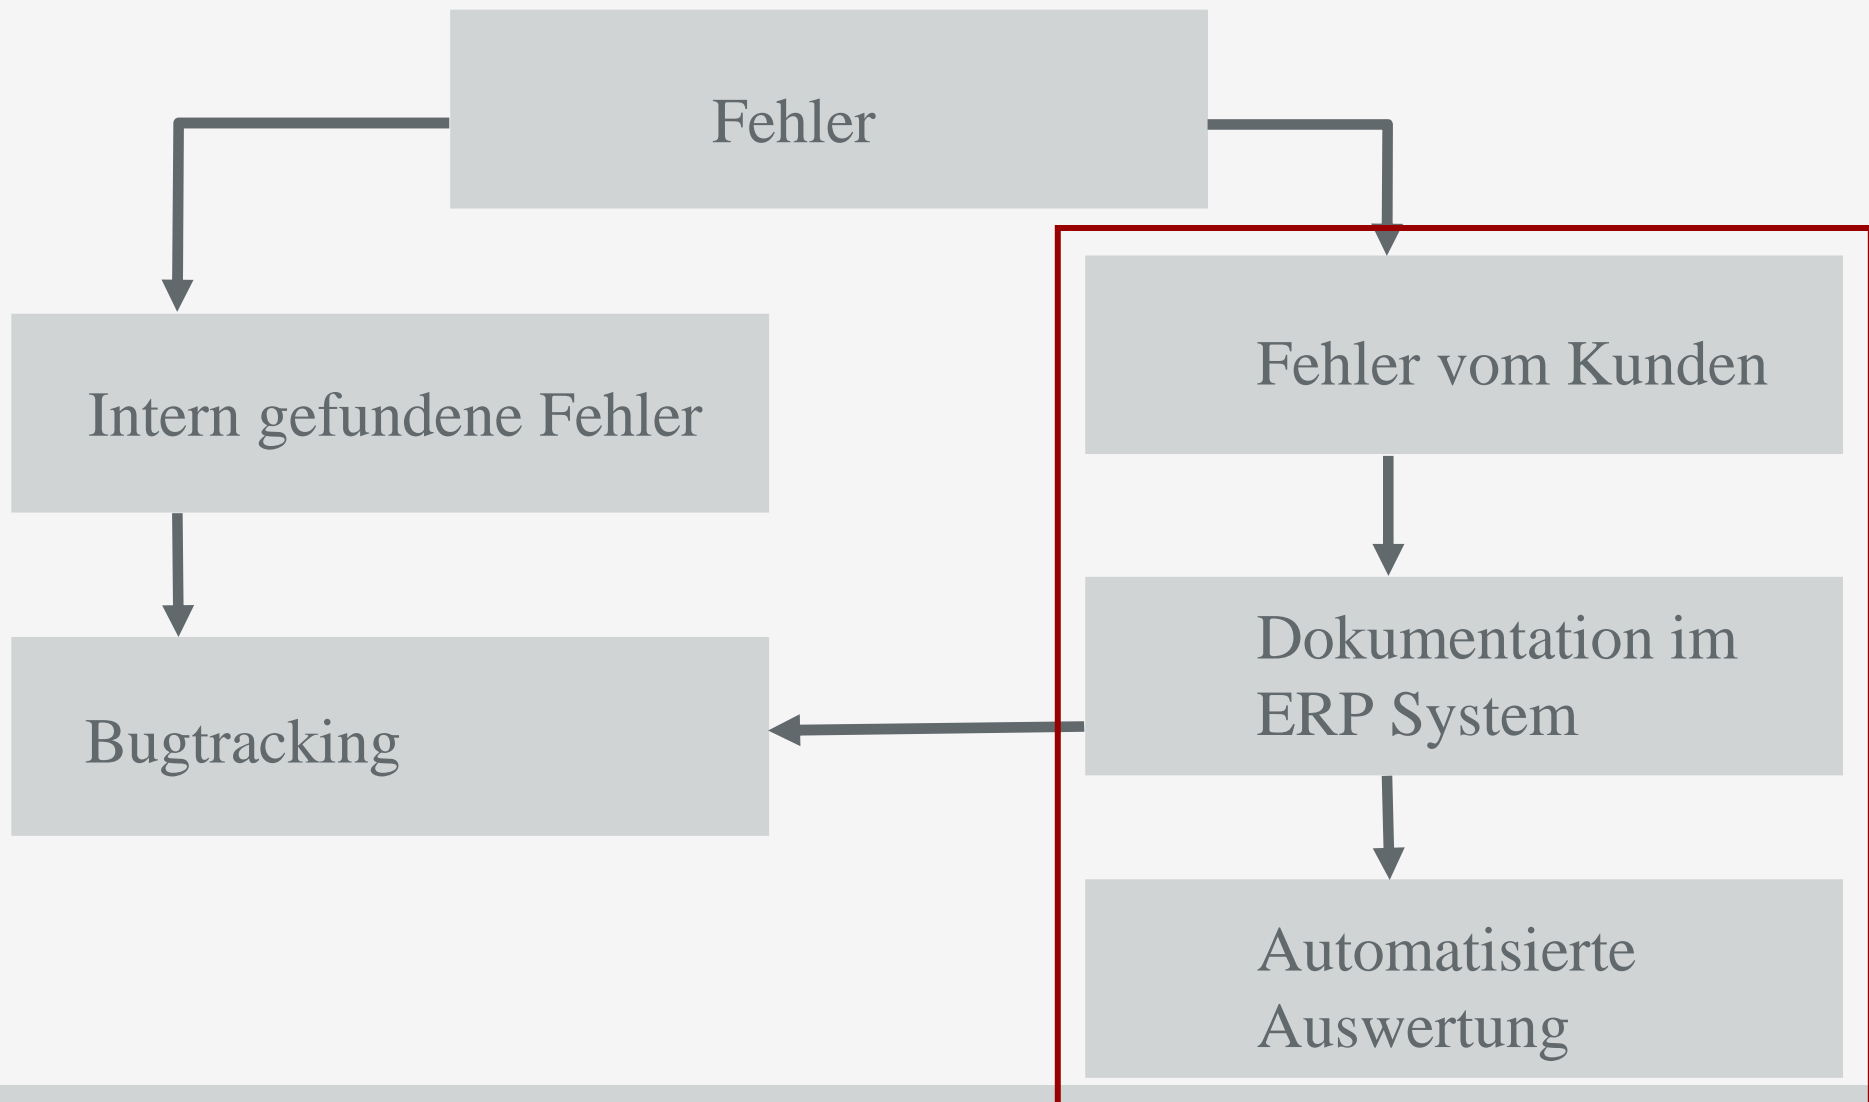 Fehler
Intern gefundene Fehler
Bugtracking
Fehler vom Kunden
Dokumentation im
ERP System
Automatisierte
Auswertung